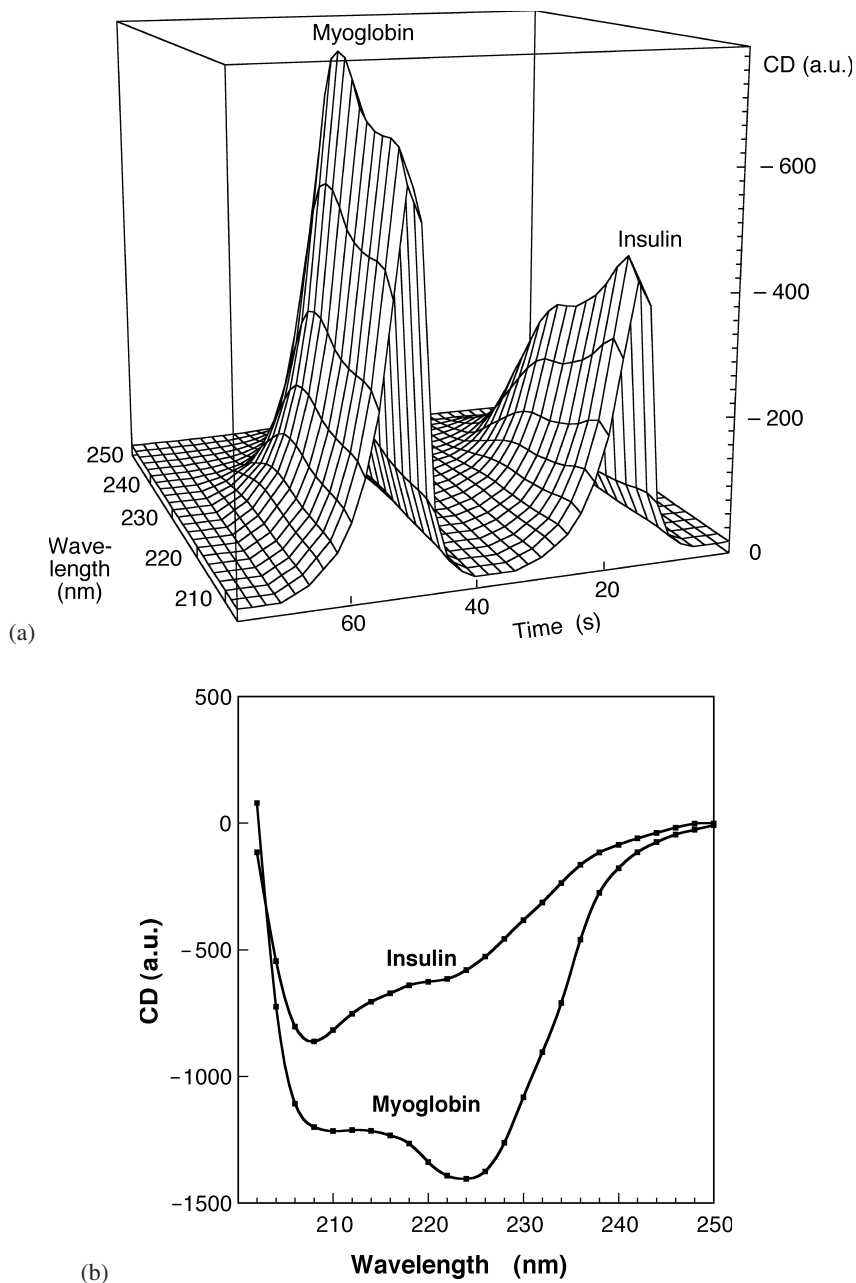 Myoglobin
CD (a.u.)
– 600
Insulin
– 400
– 200
250
240
230
220
210
Wave-
length
(nm)
0
60
40
20
Time (s)
(a)
500
0
−500
−1000
−1500
CD (a.u.)
Insulin
Myoglobin
210 220 230 240 250
Wavelength (nm)
(b)